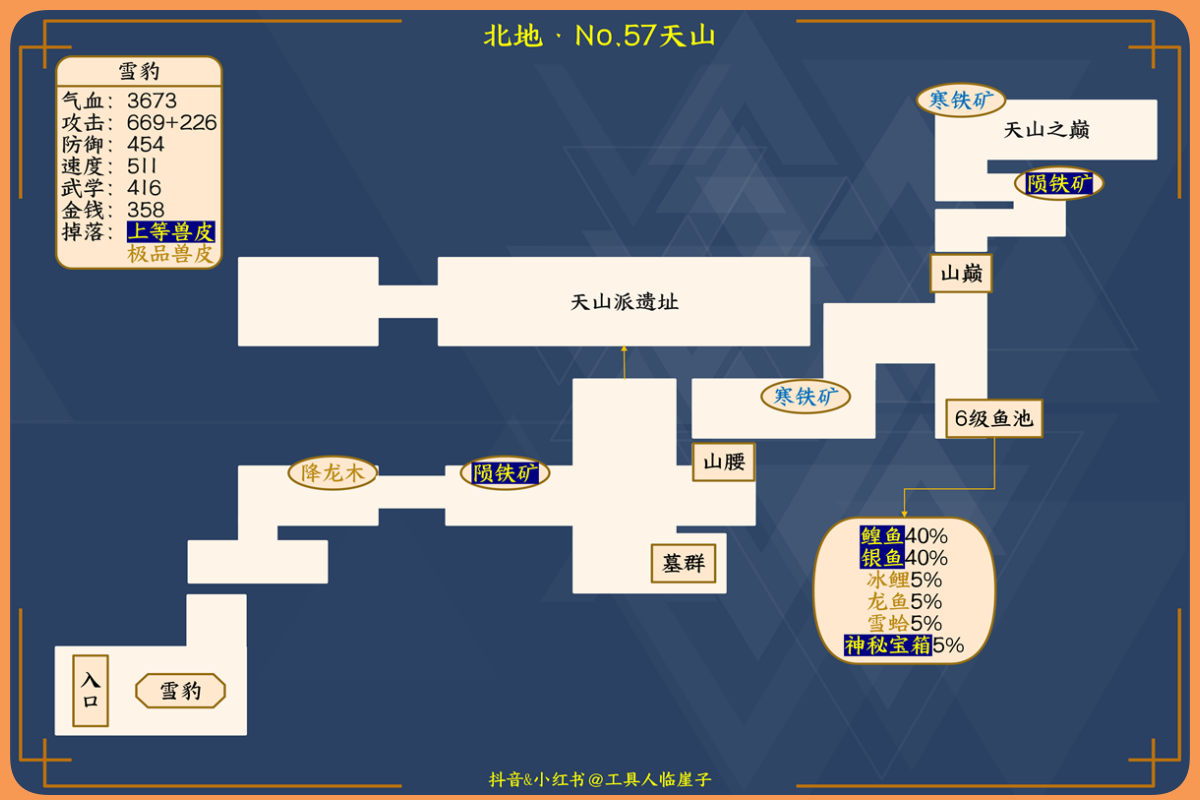 北地·No.57天山
雪豹
气血：3673
攻击：669+226
防御：454
速度：511
武学：416
金钱：358
掉落：上等兽皮
极品兽皮
寒铁矿
天山之巅
陨铁矿
山巅
天山派遗址
寒铁矿
6级鱼池
山腰
降龙木
陨铁矿
墓群
鳇鱼40%
银鱼40%
冰鲤5%
龙鱼5%
雪蛤5%
神秘宝箱5%
入口
雪豹
抖音&小红书@工具人临崖子